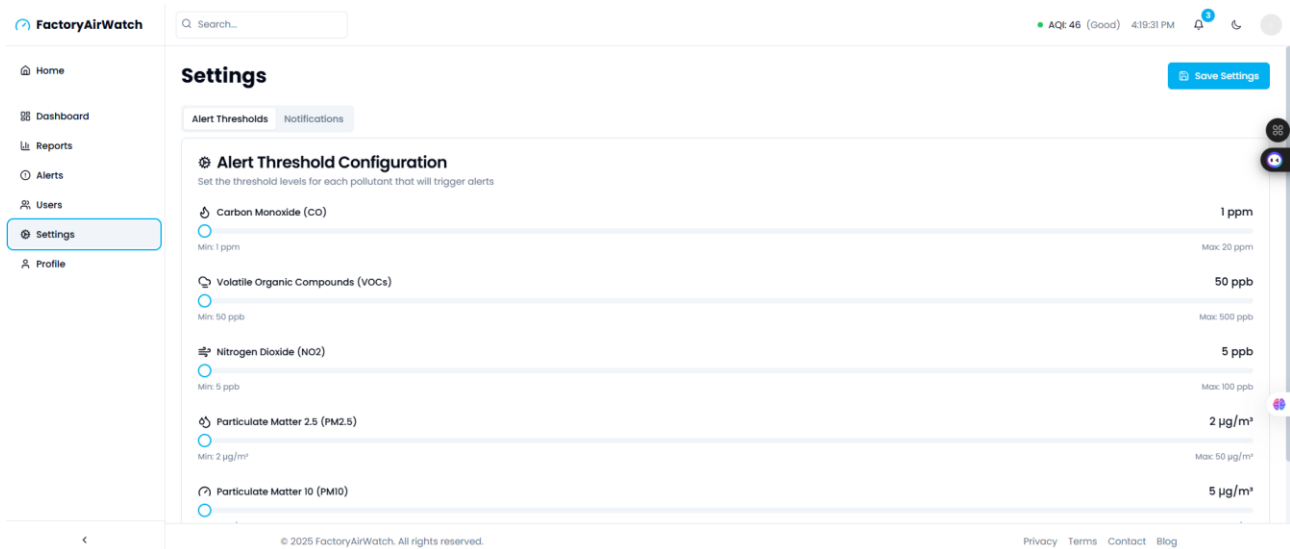 FactoryAirWatch
Search...
AQI: 46 (Good) 4:19:31 PM
3
Home
Dashboard
Reports
Alerts
Users
Settings
Profile
Settings
Save Settings
Alert Thresholds Notifications
Alert Threshold Configuration
Set the threshold levels for each pollutant that will trigger alerts
Carbon Monoxide (CO) 1 ppm
Min: 1 ppm Max: 20 ppm
Volatile Organic Compounds (VOCs) 50 ppb
Min: 50 ppb Max: 500 ppb
Nitrogen Dioxide (NO2) 5 ppb
Min: 5 ppb Max: 100 ppb
Particulate Matter 2.5 (PM2.5) 2 µg/m³
Min: 2 µg/m³ Max: 50 µg/m³
Particulate Matter 10 (PM10) 5 µg/m³
© 2025 FactoryAirWatch. All rights reserved.
Privacy Terms Contact Blog